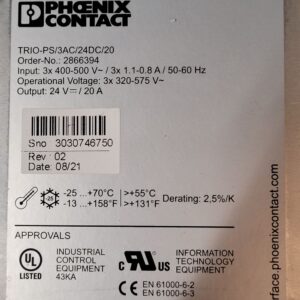 PHOENIX
CONTACT
TRIO-PS/3AC/24DC/20
Order-No.: 2866394
Input: 3x 400-500 V~ / 3x 1.1-0.8 A / 50-60 Hz
Operational Voltage: 3x 320-575 V~
Output: 24 V⎓ / 20 A
Sno 3030746750
Rev : 02
Date: 08/21
-25 ... +70°C >+55°C
-25
-13 ... +158°F >+131°F
Derating: 2,5%/K
APPROVALS
UL LISTED
INDUSTRIAL
CONTROL
EQUIPMENT
43KA
c RU US
INFORMATION
TECHNOLOGY
EQUIPMENT
EN 61000-6-2
EN 61000-6-3
rface.phoenixcontact.com